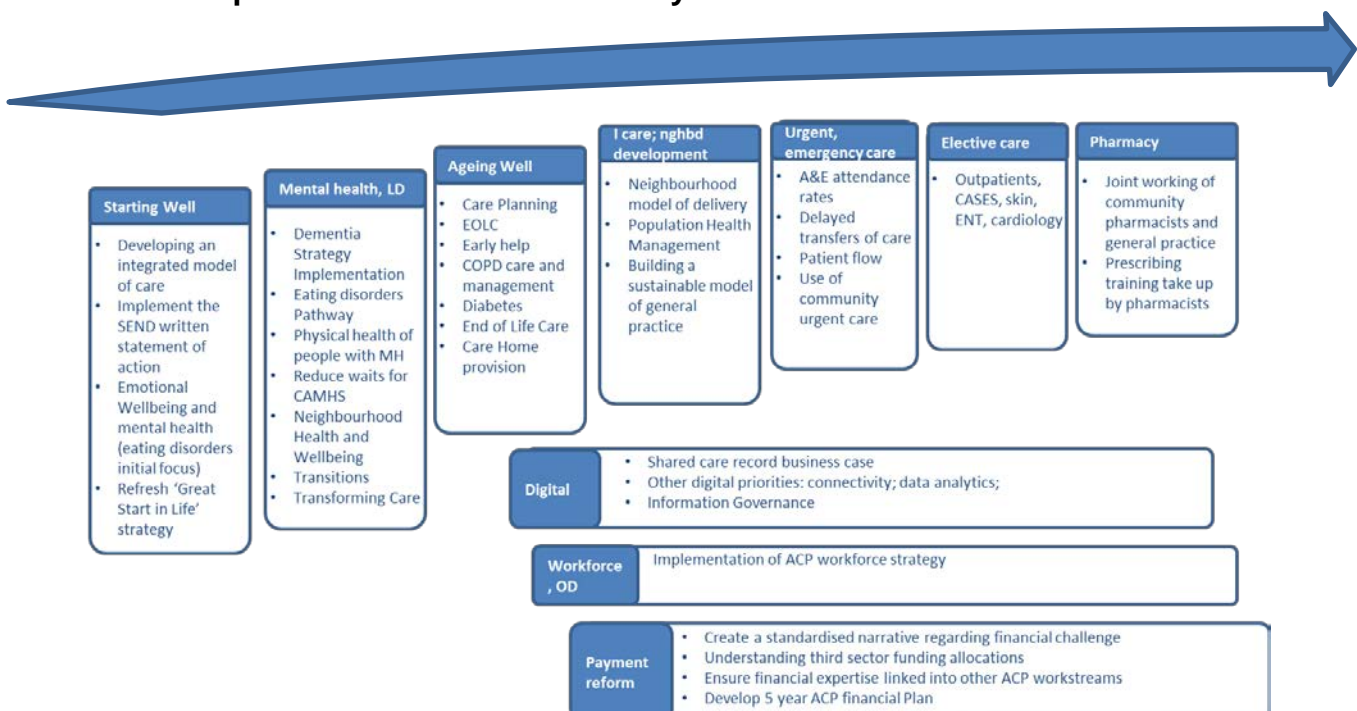 Starting Well
• Developing an
integrated model
of care
• Implement the
SEND written
statement of
action
• Emotional
Wellbeing and
mental health
(eating disorders
initial focus)
• Refresh ‘Great
Start in Life’
strategy
Mental health, LD
• Dementia
Strategy
Implementation
• Eating disorders
Pathway
• Physical health of
people with MH
• Reduce waits for
CAMHS
• Neighbourhood
Health and
Wellbeing
• Transitions
• Transforming Care
Ageing Well
• Care Planning
• EOLC
• Early help
• COPD care and
management
• Diabetes
• End of Life Care
• Care Home
provision
I care; nghbd
development
• Neighbourhood
model of delivery
• Population Health
Management
• Building a
sustainable model
of general
practice
Urgent,
emergency care
• A&E attendance
rates
• Delayed
transfers of care
• Patient flow
• Use of
community
urgent care
Elective care
• Outpatients,
CASES, skin,
ENT, cardiology
Pharmacy
• Joint working of
community
pharmacists and
general practice
• Prescribing
training take up
by pharmacists
Digital
• Shared care record business case
• Other digital priorities: connectivity; data analytics;
• Information Governance
Workforce
, OD
Implementation of ACP workforce strategy
Payment
reform
• Create a standardised narrative regarding financial challenge
• Understanding third sector funding allocations
• Ensure financial expertise linked into other ACP workstreams
• Develop 5 year ACP financial Plan